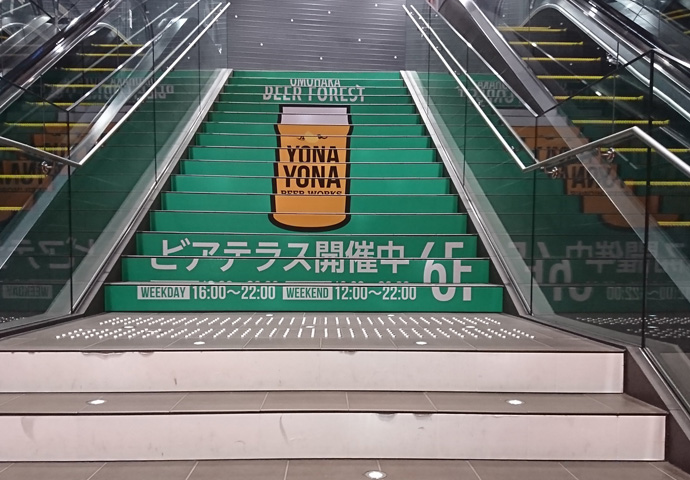 OMOHARA
BEER FOREST
YONA
YONA
BEER WORKS
ビアテラス開催中 6F
WEEKDAY 16:00～22:00 WEEKEND 12:00～22:00